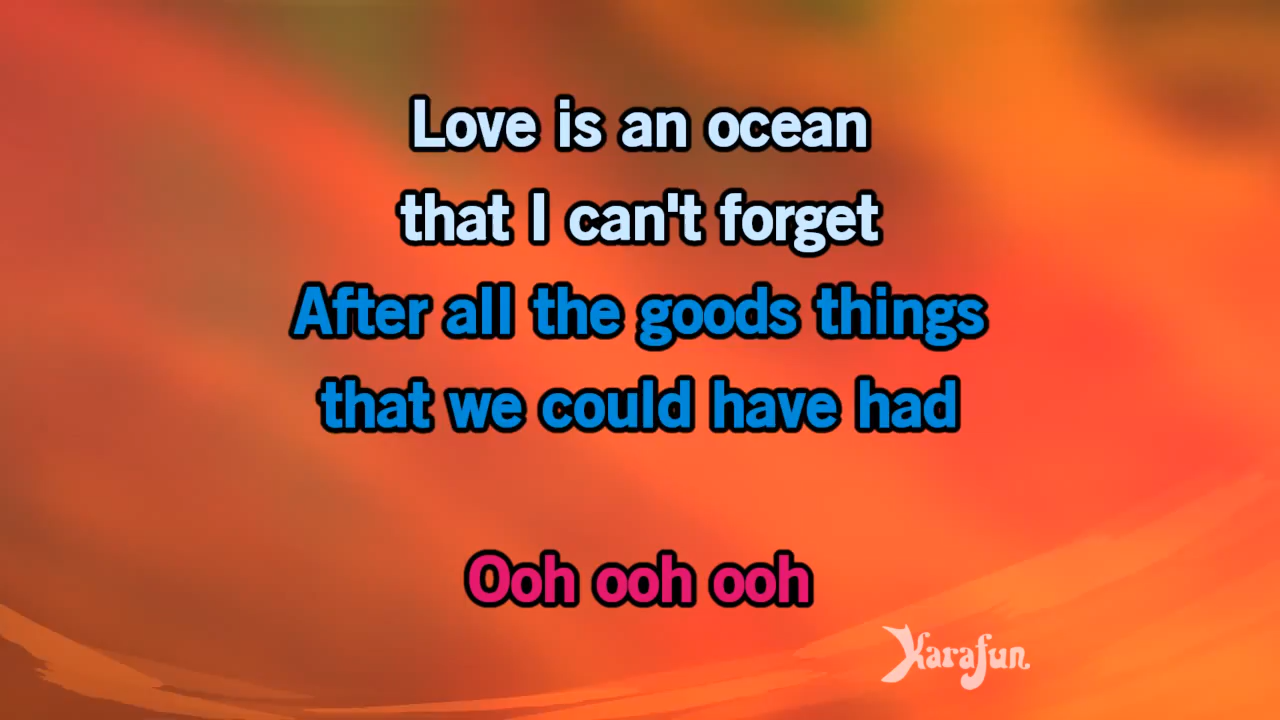 Love is an ocean
that I can't forget
After all the goods things
that we could have had
Ooh ooh ooh
Karafun